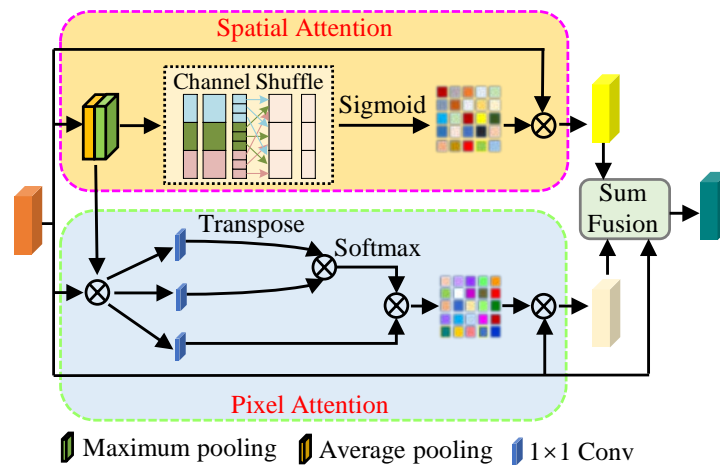 Spatial Attention
Channel Shuffle
Sigmoid
Sum
Fusion
Transpose
Softmax
Pixel Attention
Maximum pooling
Average pooling
1×1 Conv